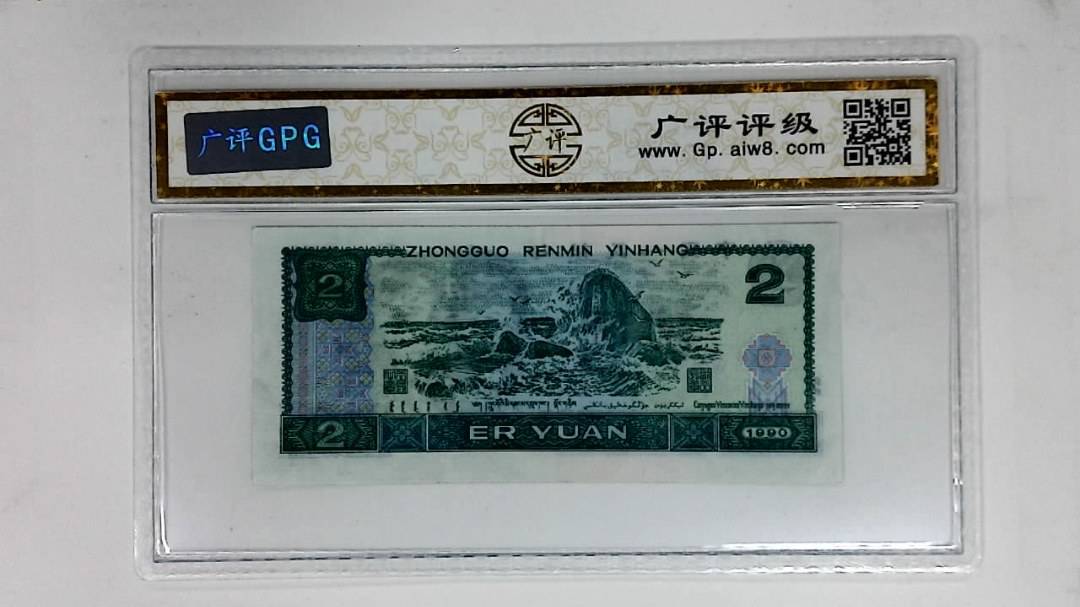 广评GPG
广评
广评评级
www.Gp.aiw8.com
ZHONGGUO RENMIN YINHANG
2
2
2
ER YUAN
1990